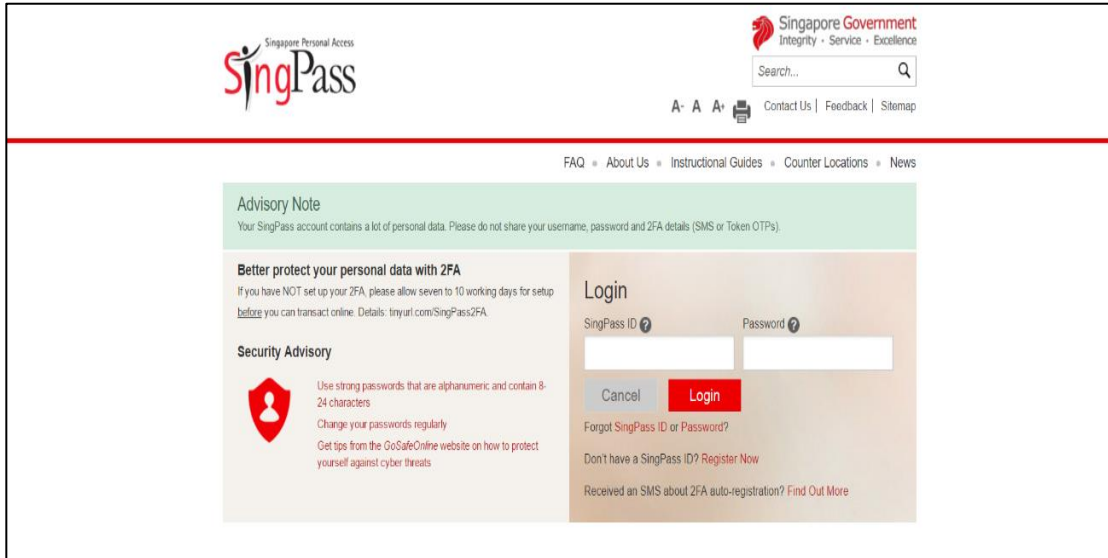 Singapore Personal Access
SingPass
Singapore Government
Integrity · Service · Excellence
Search...
A- A A+ Contact Us | Feedback | Sitemap
FAQ About Us Instructional Guides Counter Locations News
Advisory Note
Your SingPass account contains a lot of personal data. Please do not share your username, password and 2FA details (SMS or Token OTPs).
Better protect your personal data with 2FA
If you have NOT set up your 2FA, please allow seven to 10 working days for setup
before you can transact online. Details: tinyurl.com/SingPass2FA.
Security Advisory
Use strong passwords that are alphanumeric and contain 8-
24 characters
Change your passwords regularly
Get tips from the GoSafeOnline website on how to protect
yourself against cyber threats
Login
SingPass ID ? Password ?
Cancel Login
Forgot SingPass ID or Password?
Don't have a SingPass ID? Register Now
Received an SMS about 2FA auto-registration? Find Out More